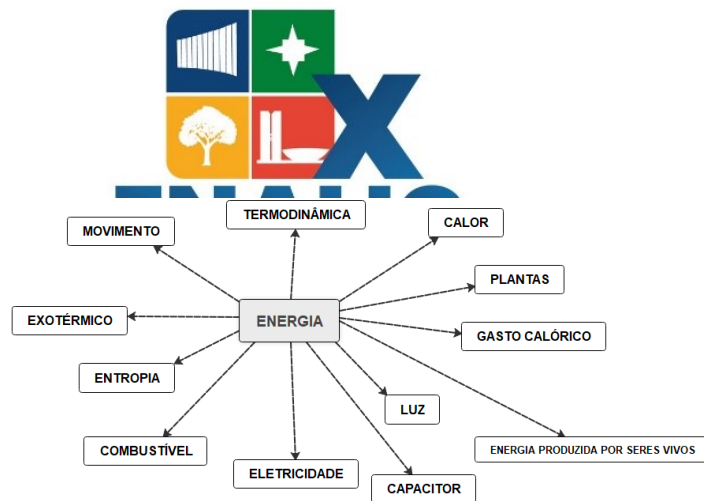 X
TERMODINÂMICA
MOVIMENTO
CALOR
PLANTAS
EXOTÉRMICO
ENERGIA
GASTO CALÓRICO
ENTROPIA
LUZ
COMBUSTÍVEL
ENERGIA PRODUZIDA POR SERES VIVOS
ELETRICIDADE
CAPACITOR